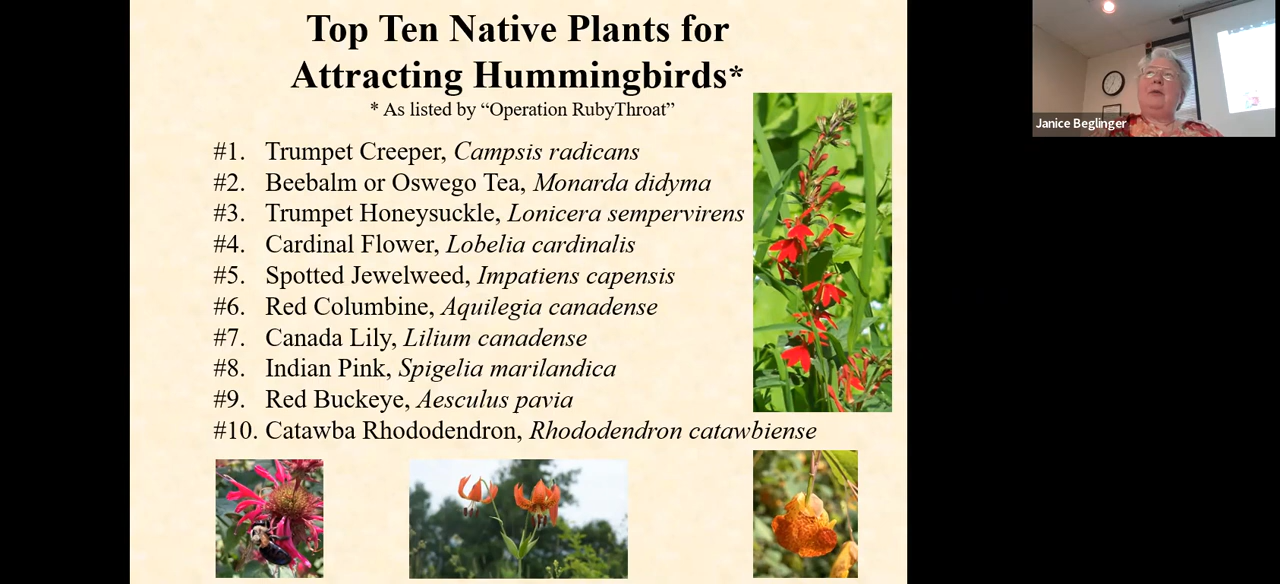 Top Ten Native Plants for
Attracting Hummingbirds*
* As listed by “Operation RubyThroat”
#1. Trumpet Creeper, Campsis radicans
#2. Beebalm or Oswego Tea, Monarda didyma
#3. Trumpet Honeysuckle, Lonicera sempervirens
#4. Cardinal Flower, Lobelia cardinalis
#5. Spotted Jewelweed, Impatiens capensis
#6. Red Columbine, Aquilegia canadense
#7. Canada Lily, Lilium canadense
#8. Indian Pink, Spigelia marilandica
#9. Red Buckeye, Aesculus pavia
#10. Catawba Rhododendron, Rhododendron catawbiense
Janice Beglinger